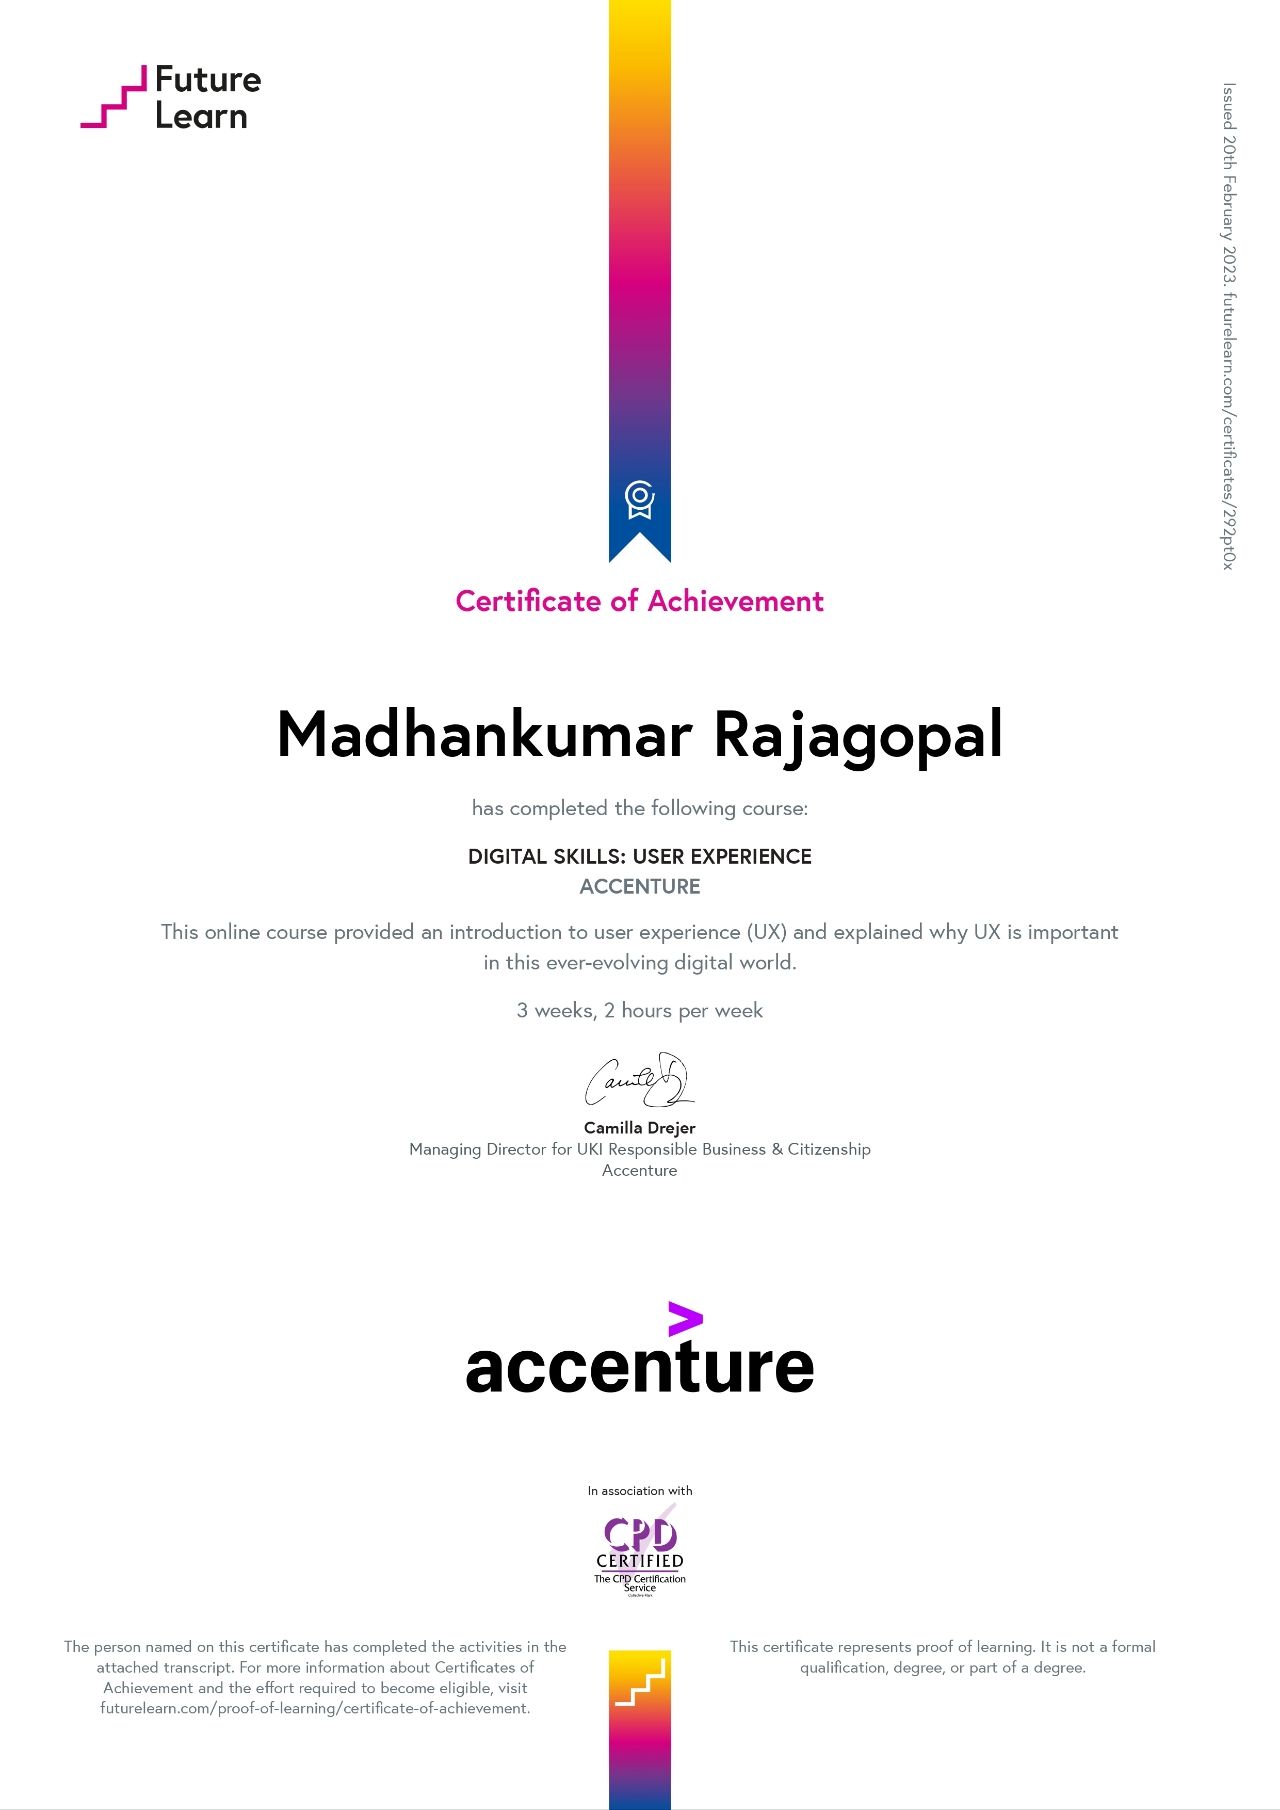 Future
Learn
Issued 20th February 2023. futurelearn.com/certificates/292pt0x
Certificate of Achievement
Madhankumar Rajagopal
has completed the following course:
DIGITAL SKILLS: USER EXPERIENCE
ACCENTURE
This online course provided an introduction to user experience (UX) and explained why UX is important
in this ever-evolving digital world.
3 weeks, 2 hours per week
Camilla Drejer
Managing Director for UKI Responsible Business & Citizenship
Accenture
accenture
In association with
CPD
CERTIFIED
The CPD Certification
Service
Collective Mark
The person named on this certificate has completed the activities in the
attached transcript. For more information about Certificates of
Achievement and the effort required to become eligible, visit
futurelearn.com/proof-of-learning/certificate-of-achievement.
This certificate represents proof of learning. It is not a formal
qualification, degree, or part of a degree.